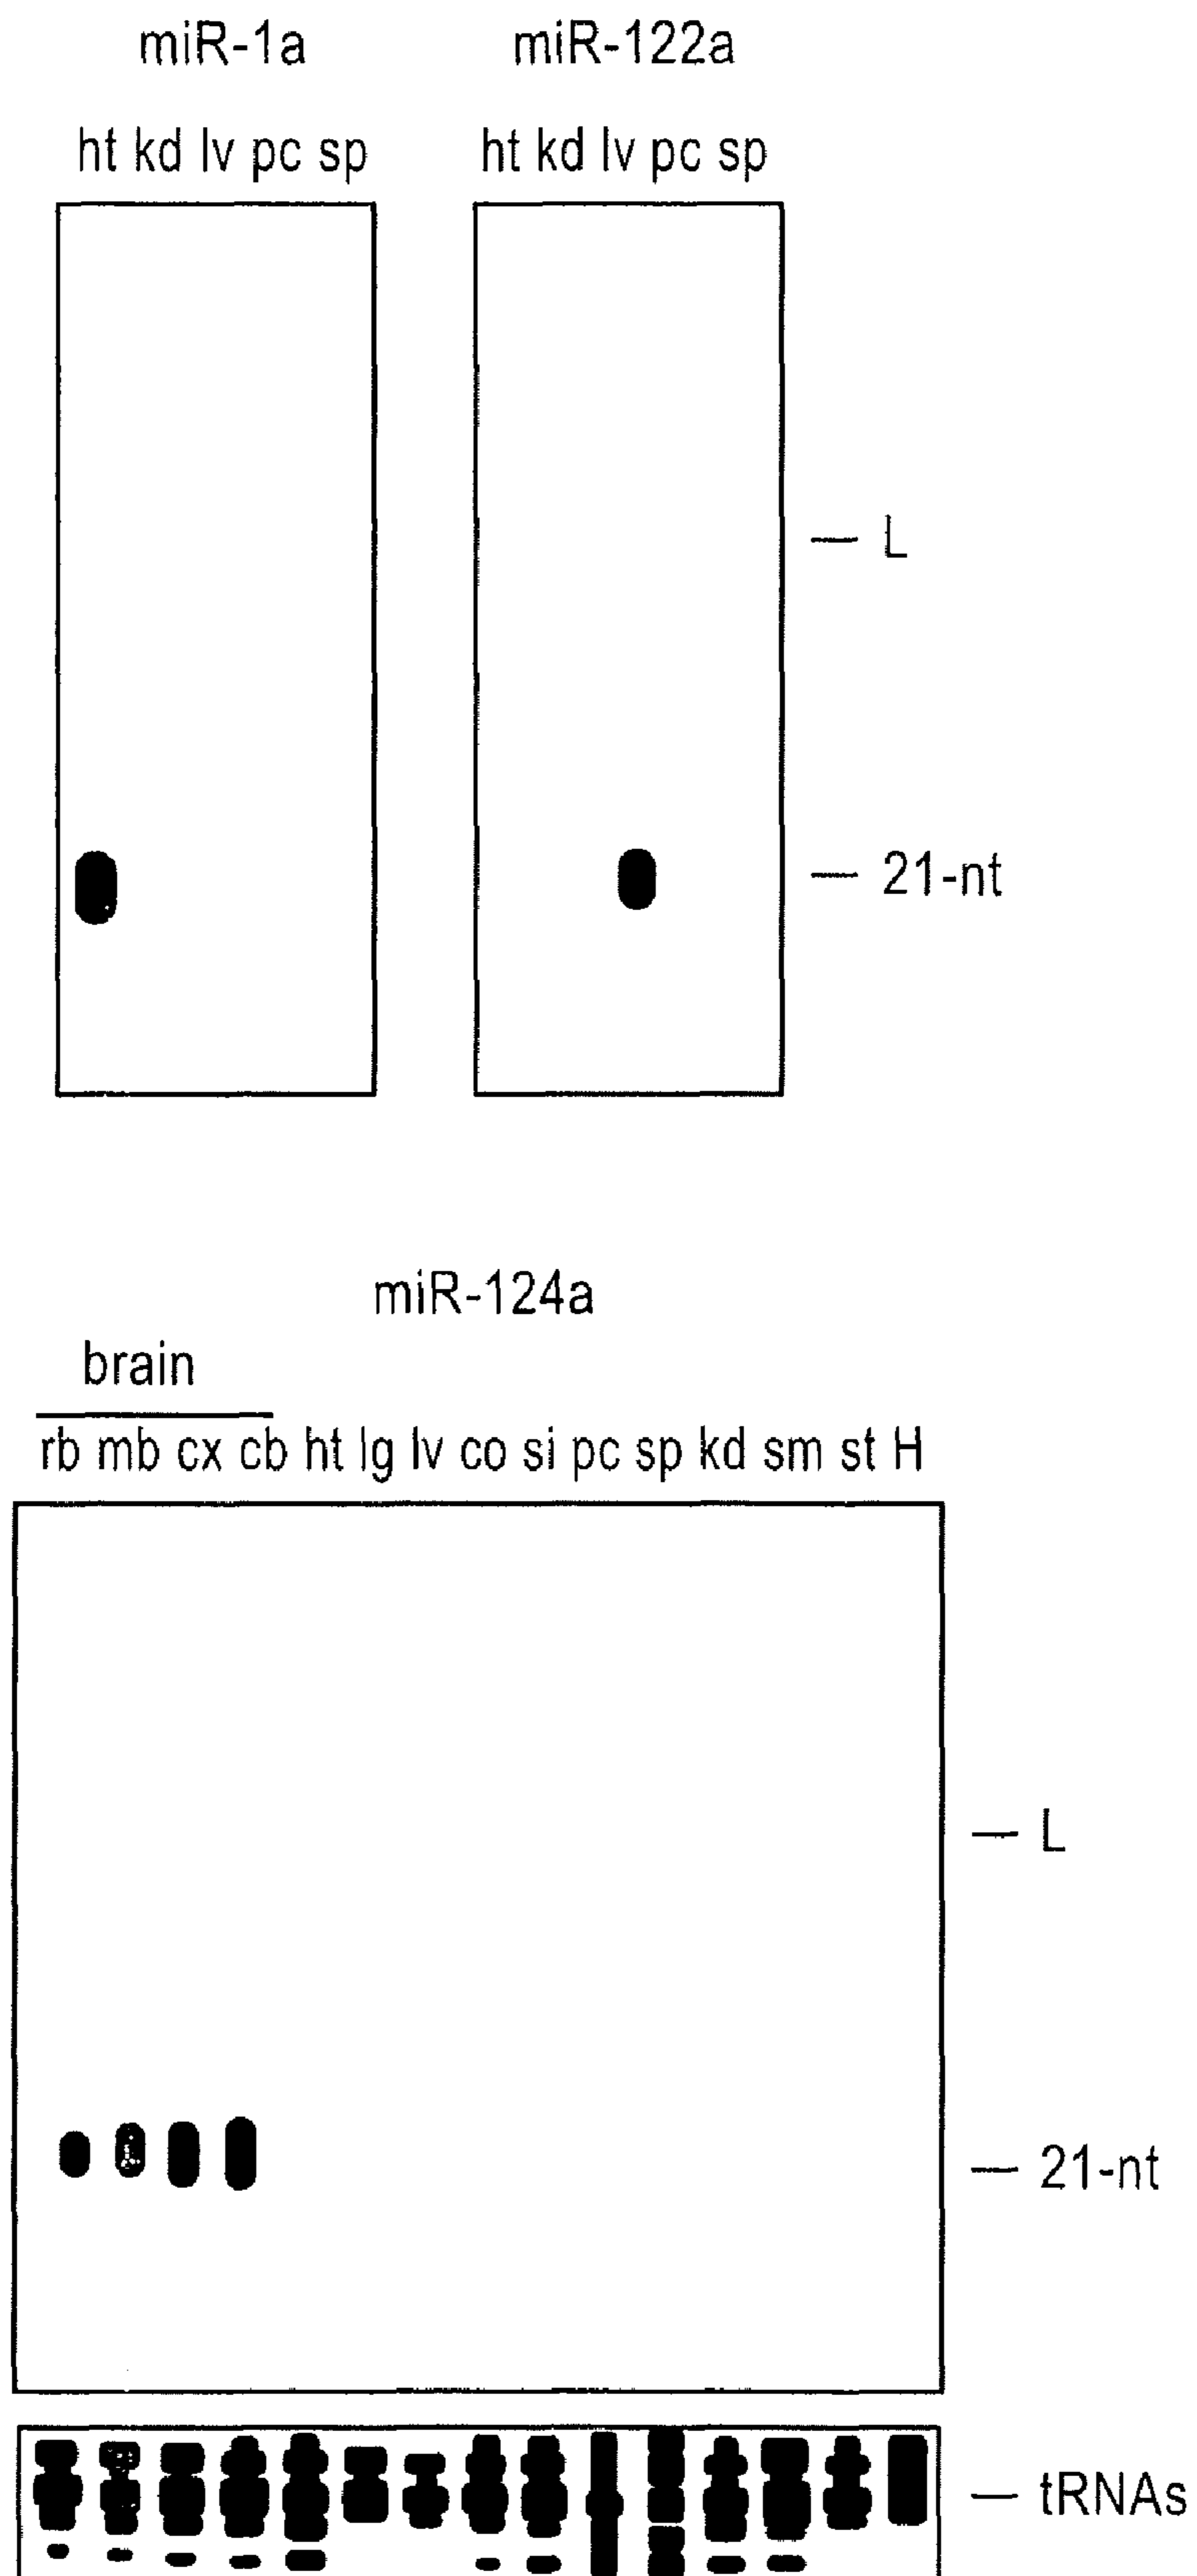 miR-1a miR-122a
ht kd lv pc sp ht kd lv pc sp
— L
— 21-nt
miR-124a
brain
rb mb cx cb ht lg lv co si pc sp kd sm st H
— L
— 21-nt
— tRNAs